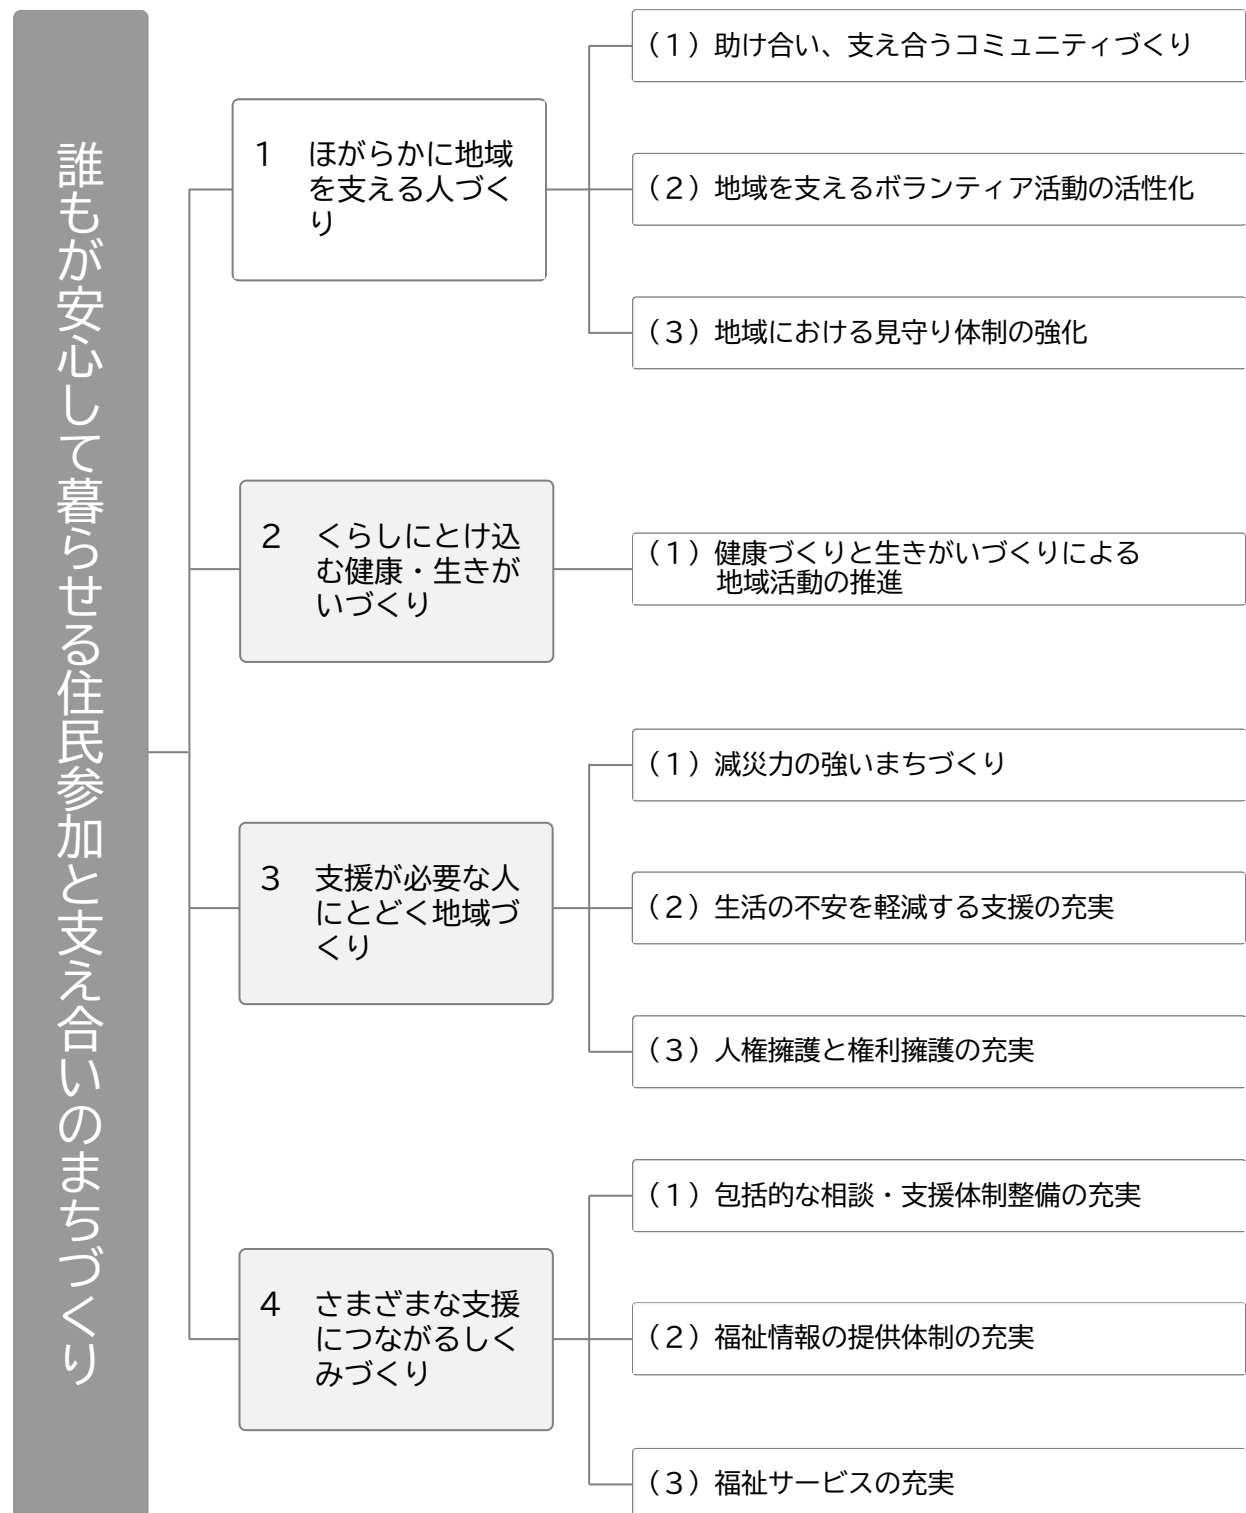 誰もが安心して暮らせる住民参加と支え合いのまちづくり
1　ほがらかに地域
を支える人づく
り
（1）助け合い、支え合うコミュニティづくり
（2）地域を支えるボランティア活動の活性化
（3）地域における見守り体制の強化
2　くらしにとけ込
む健康・生きが
いづくり
（1）健康づくりと生きがいづくりによる
地域活動の推進
3　支援が必要な人
にとどく地域づ
くり
（1）減災力の強いまちづくり
（2）生活の不安を軽減する支援の充実
（3）人権擁護と権利擁護の充実
4　さまざまな支援
につながるしく
みづくり
（1）包括的な相談・支援体制整備の充実
（2）福祉情報の提供体制の充実
（3）福祉サービスの充実